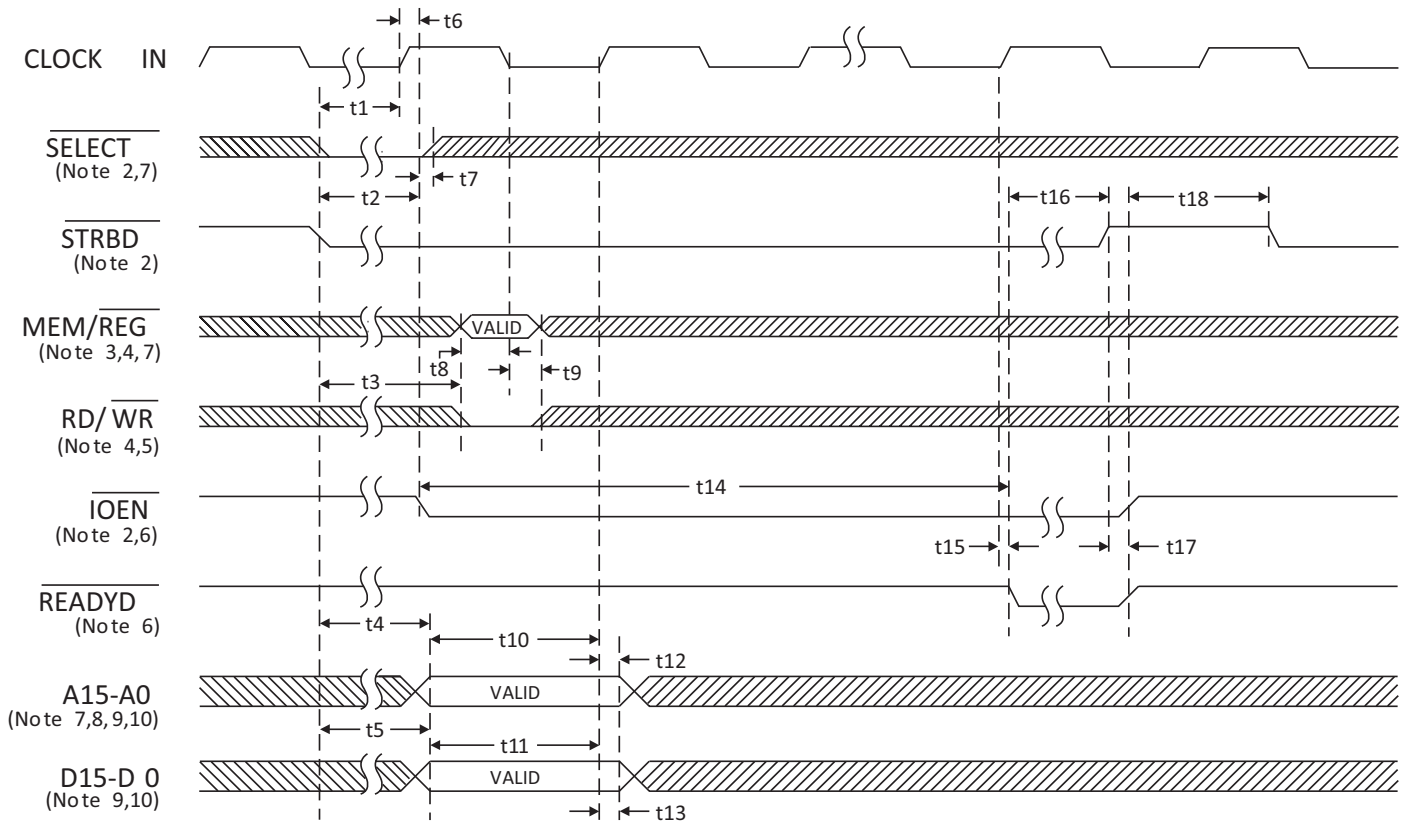 t6
CLOCK IN
t1
SELECT
(Note 2,7)
t7
t2
t16
t18
STRBD
(Note 2)
MEM/REG
(Note 3,4,7)
VALID
t8
t9
t3
RD/WR
(Note 4,5)
t14
IOEN
(Note 2,6)
t15
t17
READYD
(Note 6)
t4
t10
t12
A15-A0
(Note 7,8,9,10)
VALID
t5
t11
D15-D 0
(Note 9,10)
VALID
t13